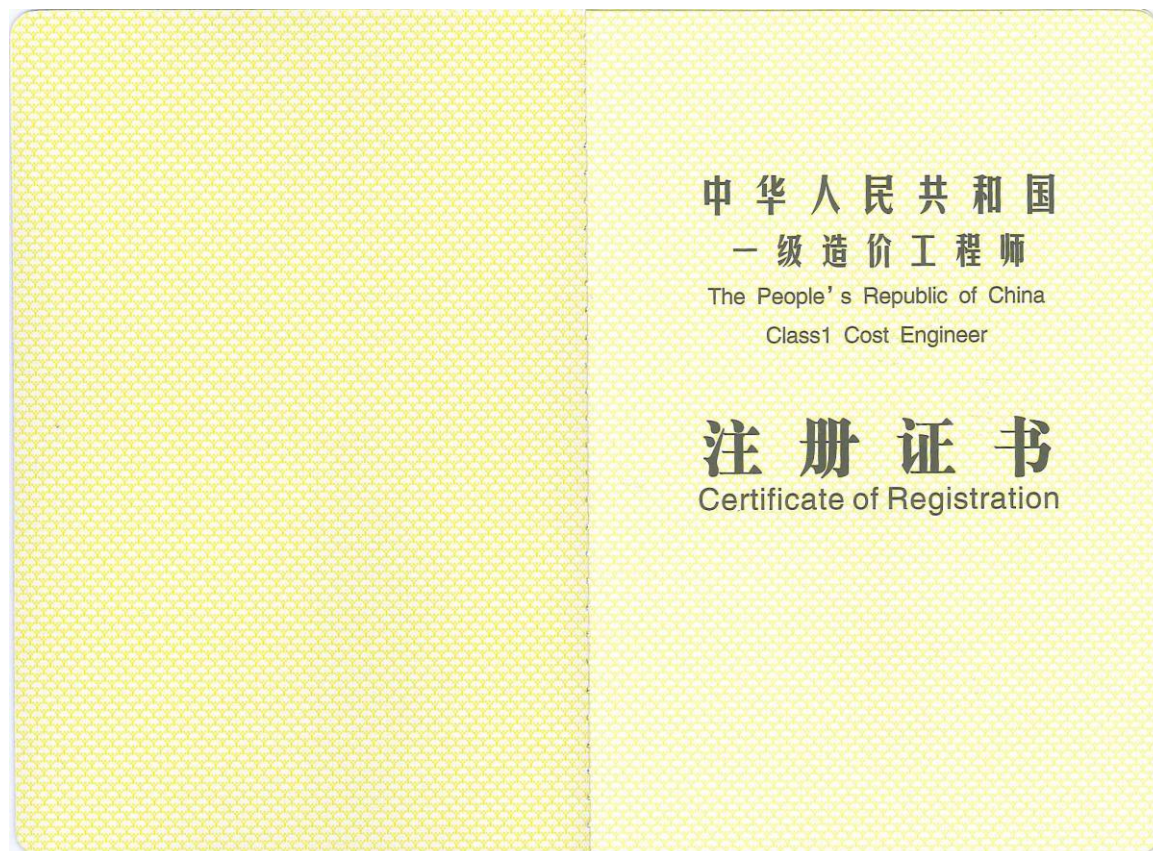 中华人民共和国
一级造价工程师
The People's Republic of China
Class1 Cost Engineer
注册证书
Certificate of Registration